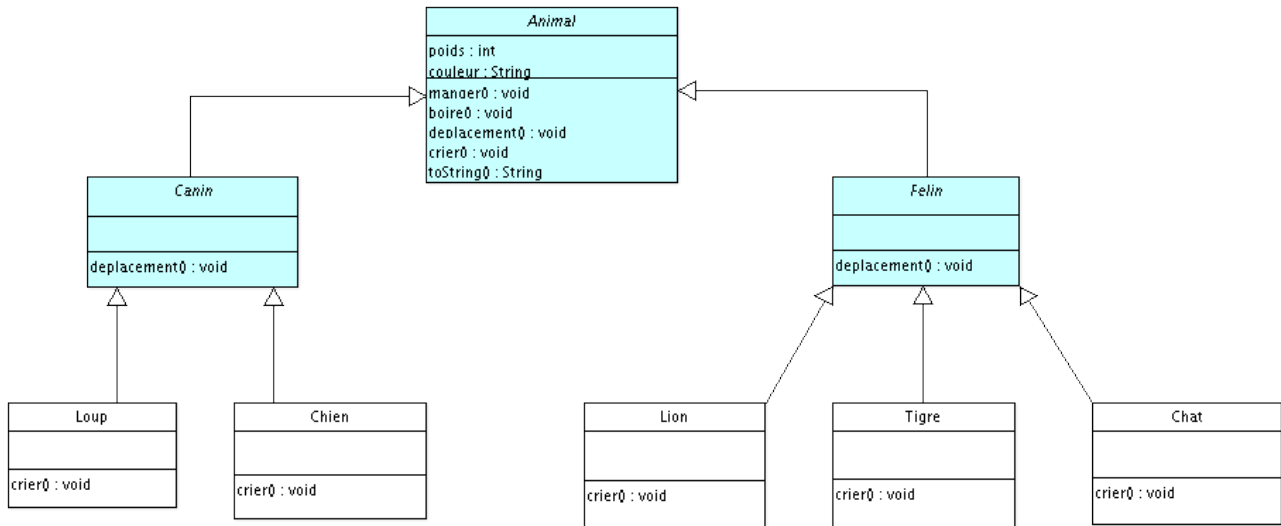 Animal
poids : int
couleur : String
manger() : void
boire() : void
deplacement() : void
crier() : void
toString() : String
Canin
deplacement() : void
Felin
deplacement() : void
Loup
crier() : void
Chien
crier() : void
Lion
crier() : void
Tigre
crier() : void
Chat
crier() : void